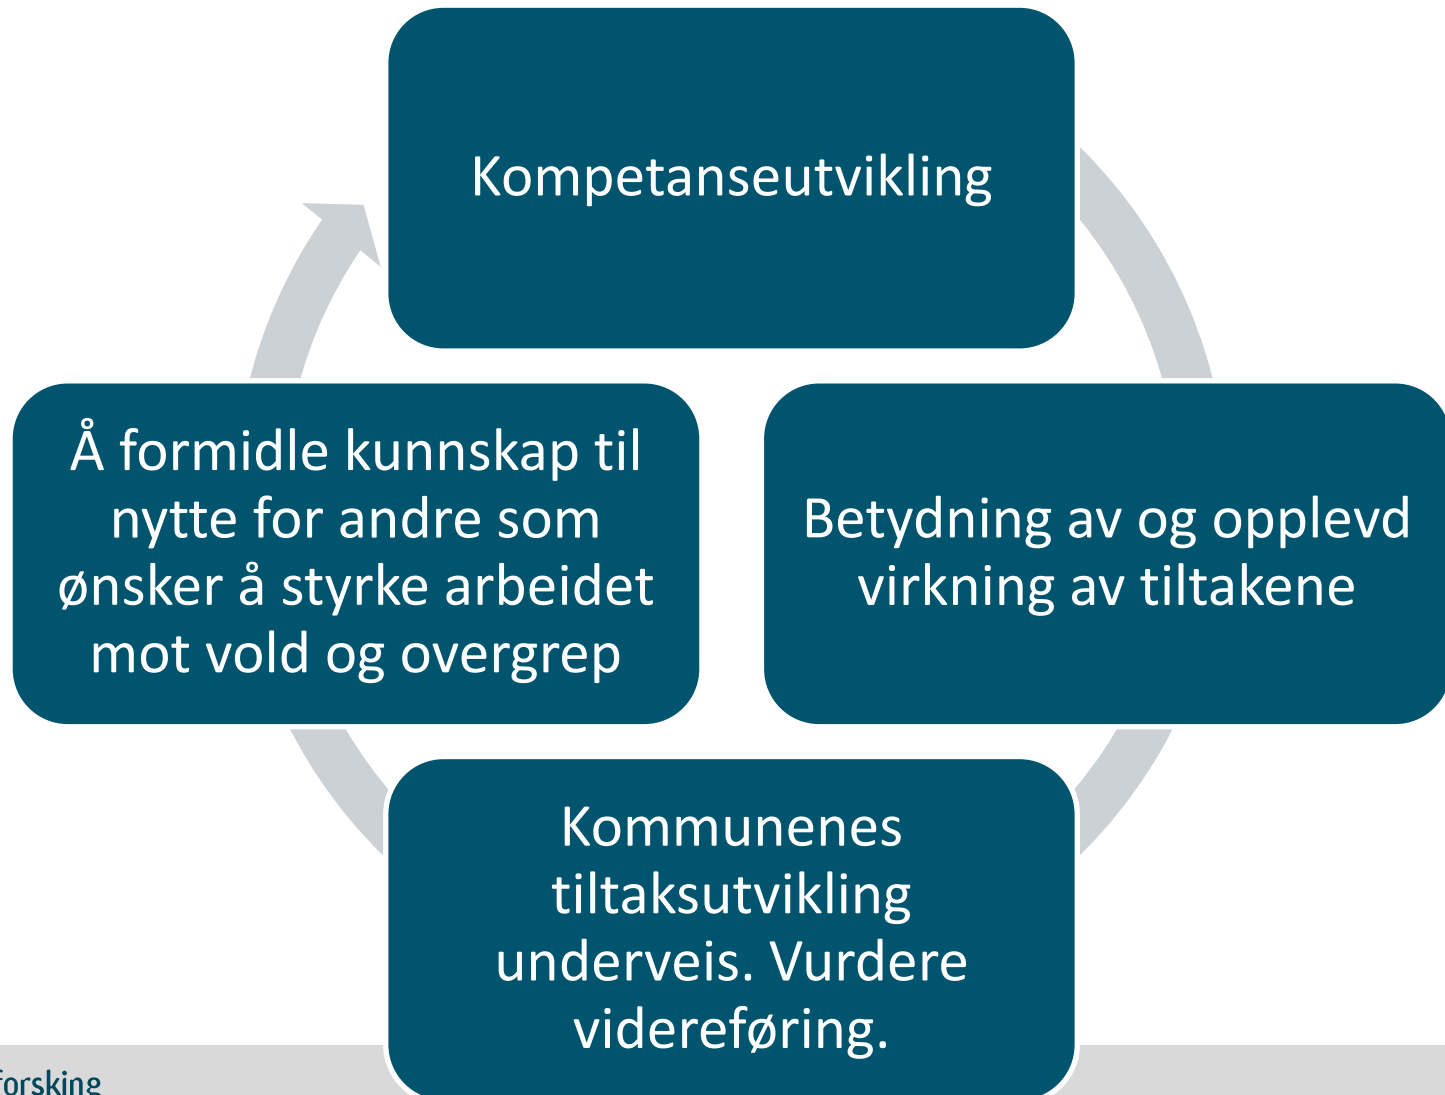 Kompetanseutvikling
Betydning av og opplevd
virkning av tiltakene
Kommunenes
tiltaksutvikling
underveis. Vurdere
videreføring.
Å formidle kunnskap til
nytte for andre som
ønsker å styrke arbeidet
mot vold og overgrep
forsking